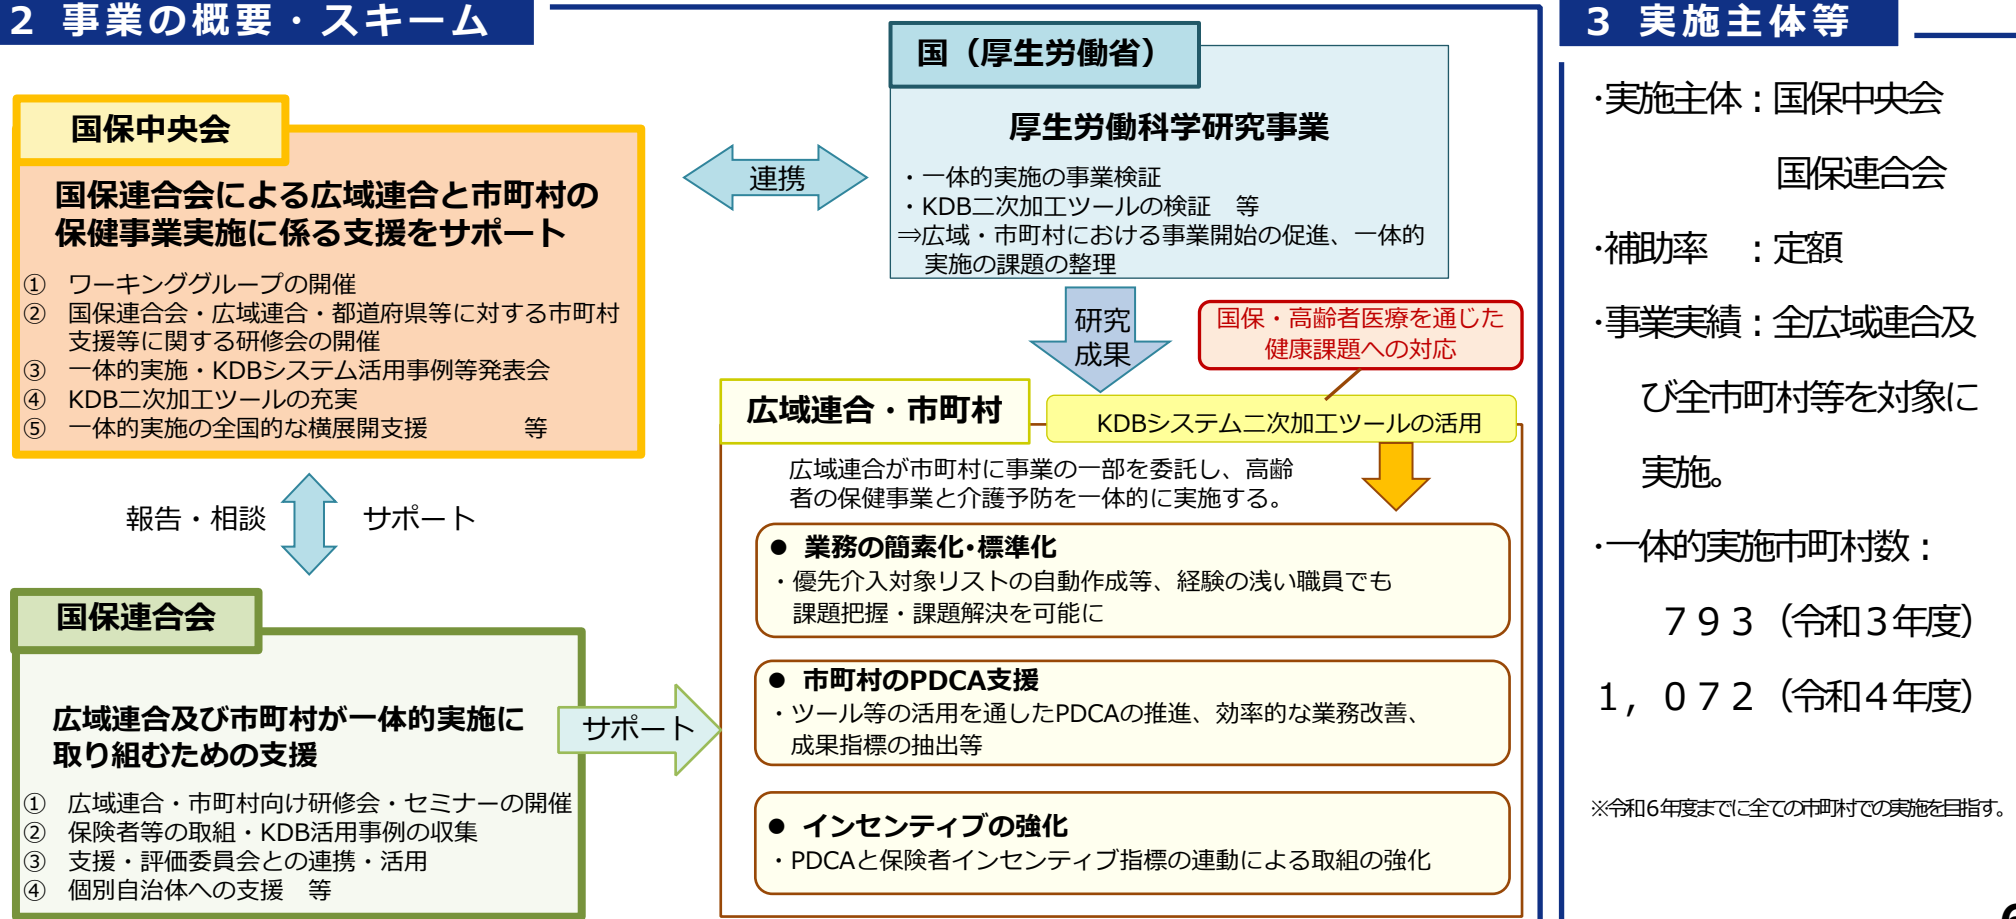 2 事業の概要・スキーム
国保中央会
国保連合会による広域連合と市町村の
保健事業実施に係る支援をサポート
① ワーキンググループの開催
② 国保連合会・広域連合・都道府県等に対する市町村
支援等に関する研修会の開催
③ 一体的実施・KDBシステム活用事例等発表会
④ KDB二次加工ツールの充実
⑤ 一体的実施の全国的な横展開支援 等
報告・相談
サポート
国保連合会
広域連合及び市町村が一体的実施に
取り組むための支援
① 広域連合・市町村向け研修会・セミナーの開催
② 保険者等の取組・KDB活用事例の収集
③ 支援・評価委員会との連携・活用
④ 個別自治体への支援 等
連携
サポート
国（厚生労働省）
厚生労働科学研究事業
・一体的実施の事業検証
・KDB二次加工ツールの検証 等
⇒広域・市町村における事業開始の促進、一体的
実施の課題の整理
研究
成果
国保・高齢者医療を通じた
健康課題への対応
広域連合・市町村
KDBシステム二次加工ツールの活用
広域連合が市町村に事業の一部を委託し、高齢
者の保健事業と介護予防を一体的に実施する。
● 業務の簡素化・標準化
・優先介入対象リストの自動作成等、経験の浅い職員でも
課題把握・課題解決を可能に
● 市町村のPDCA支援
・ツール等の活用を通したPDCAの推進、効率的な業務改善、
成果指標の抽出等
● インセンティブの強化
・PDCAと保険者インセンティブ指標の連動による取組の強化
3 実施主体等
・実施主体：国保中央会
国保連合会
・補助率 ：定額
・事業実績：全広域連合及
び全市町村等を対象に
実施。
・一体的実施市町村数：
７９３（令和３年度）
１，０７２（令和４年度）
※令和６年度までに全ての市町村での実施を目指す。